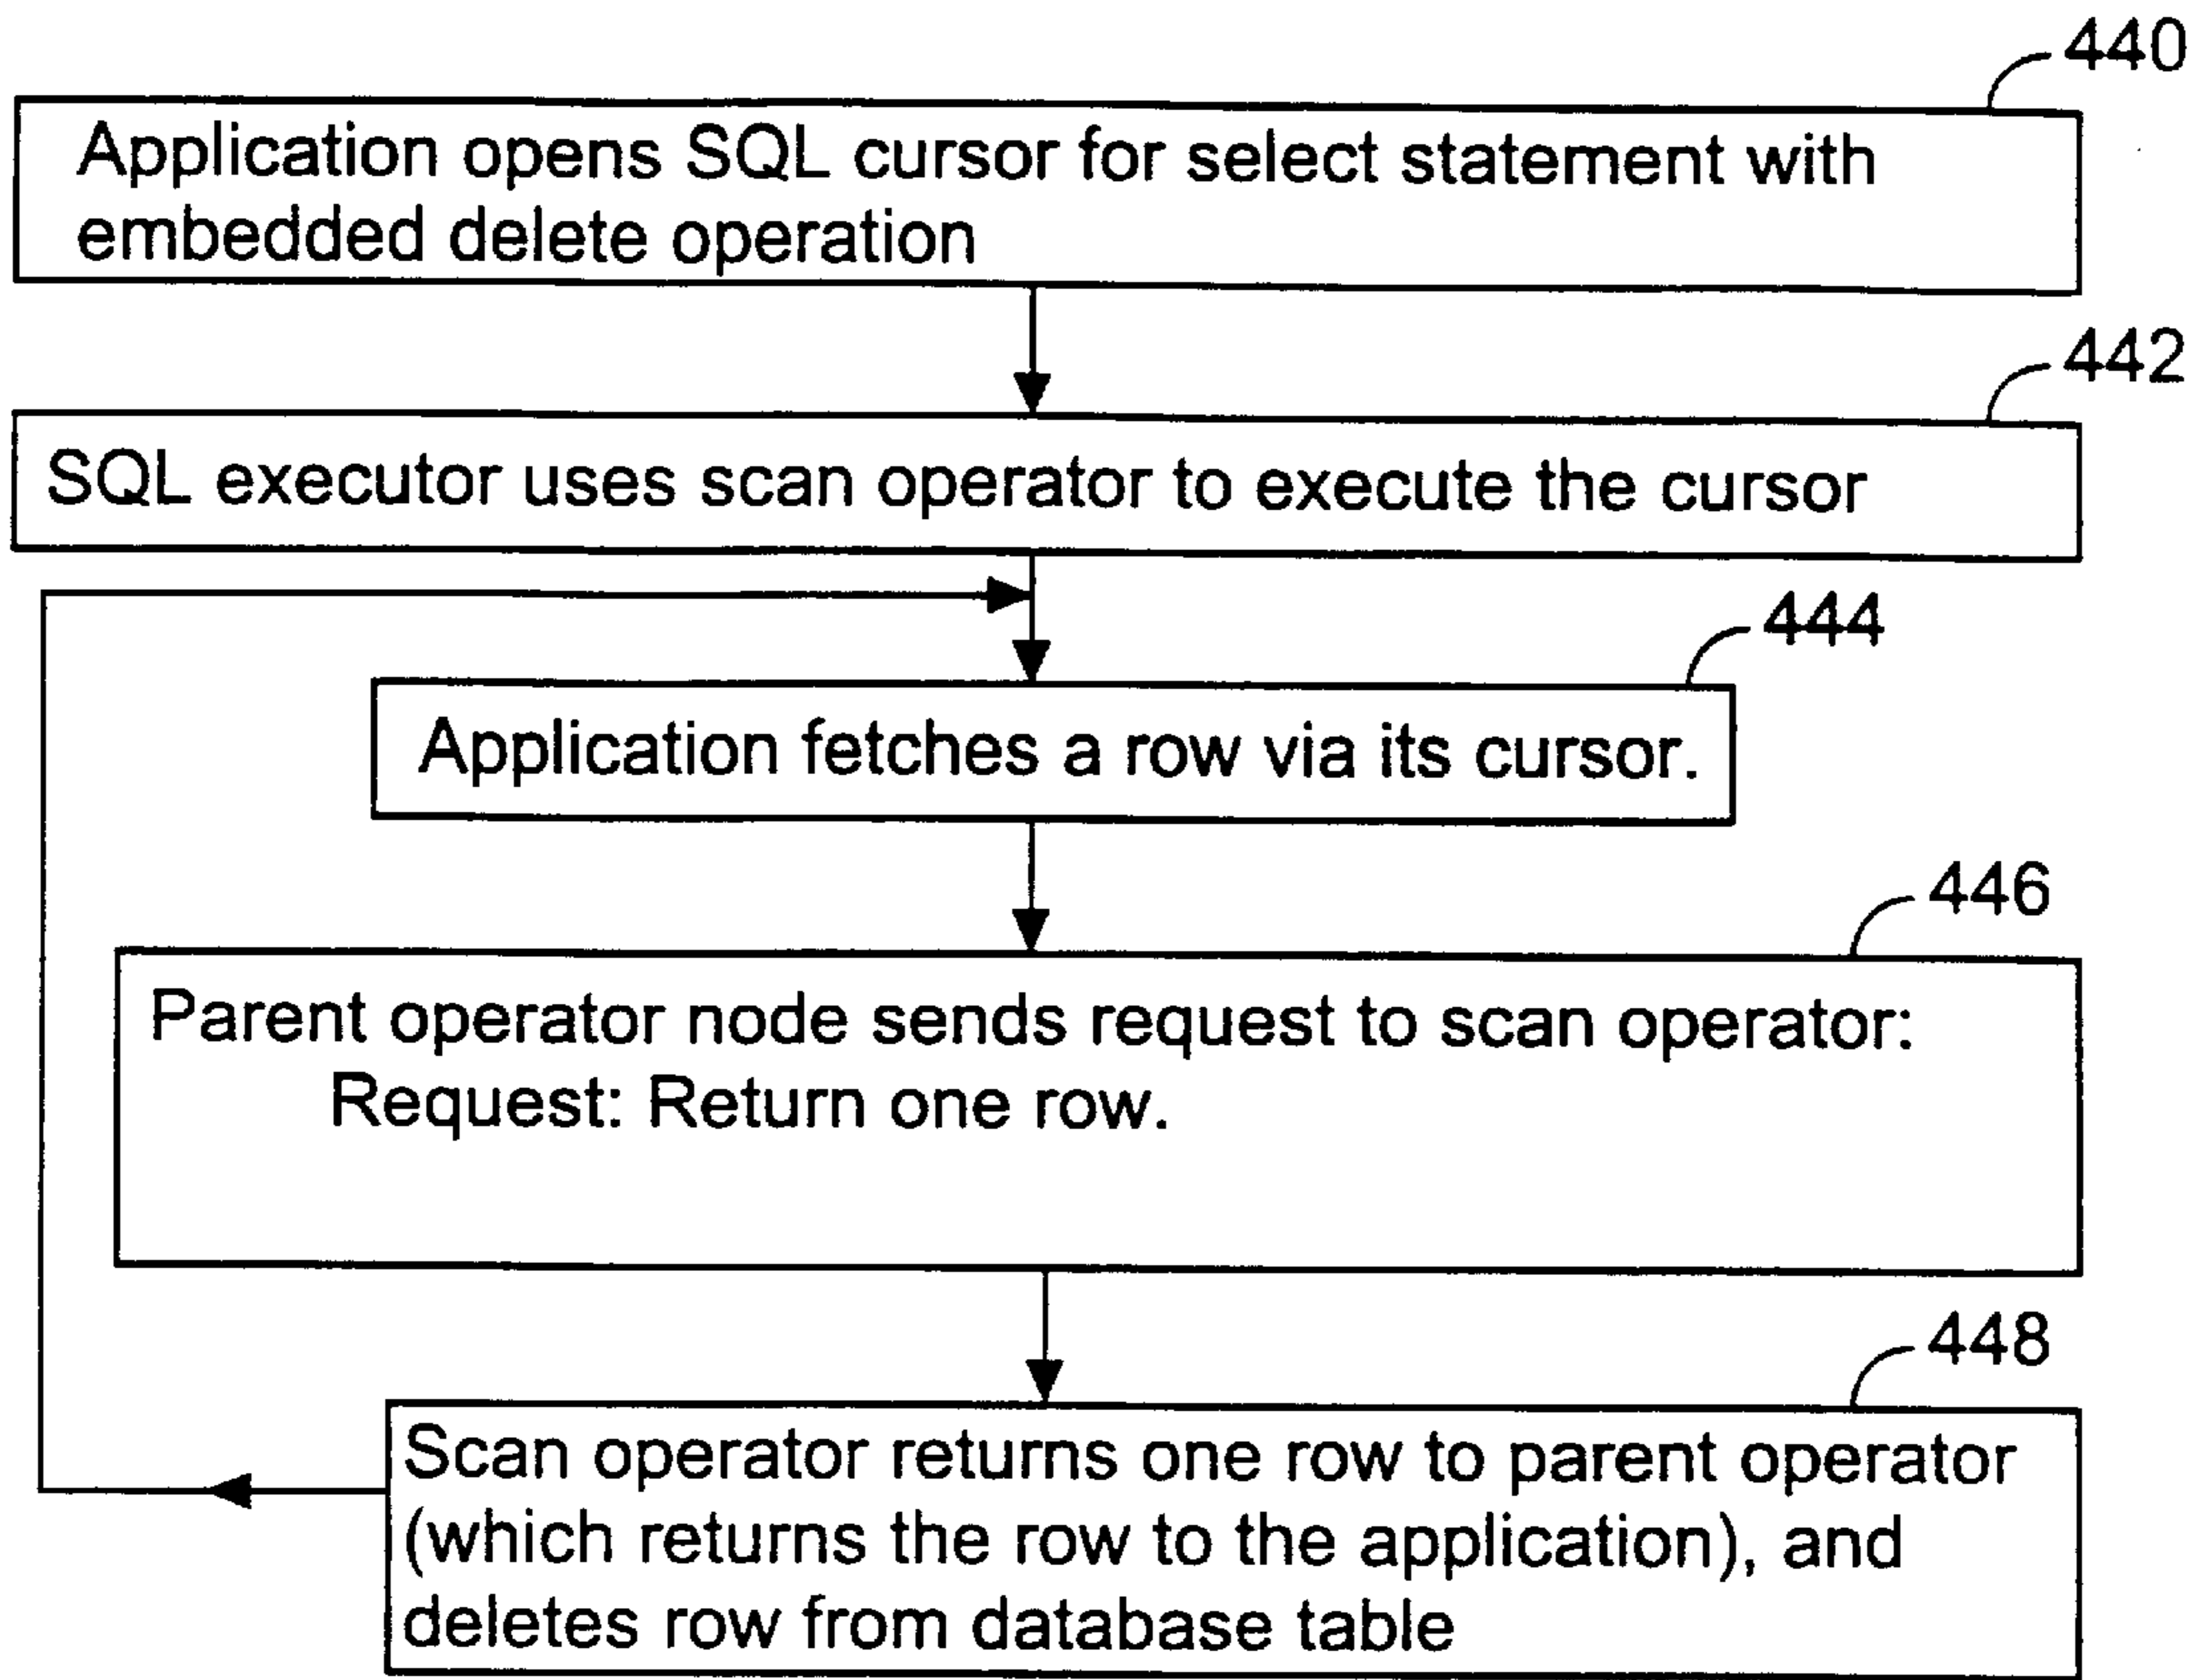 440
Application opens SQL cursor for select statement with
embedded delete operation
442
SQL executor uses scan operator to execute the cursor
444
Application fetches a row via its cursor.
446
Parent operator node sends request to scan operator:
Request: Return one row.
448
Scan operator returns one row to parent operator
(which returns the row to the application), and
deletes row from database table